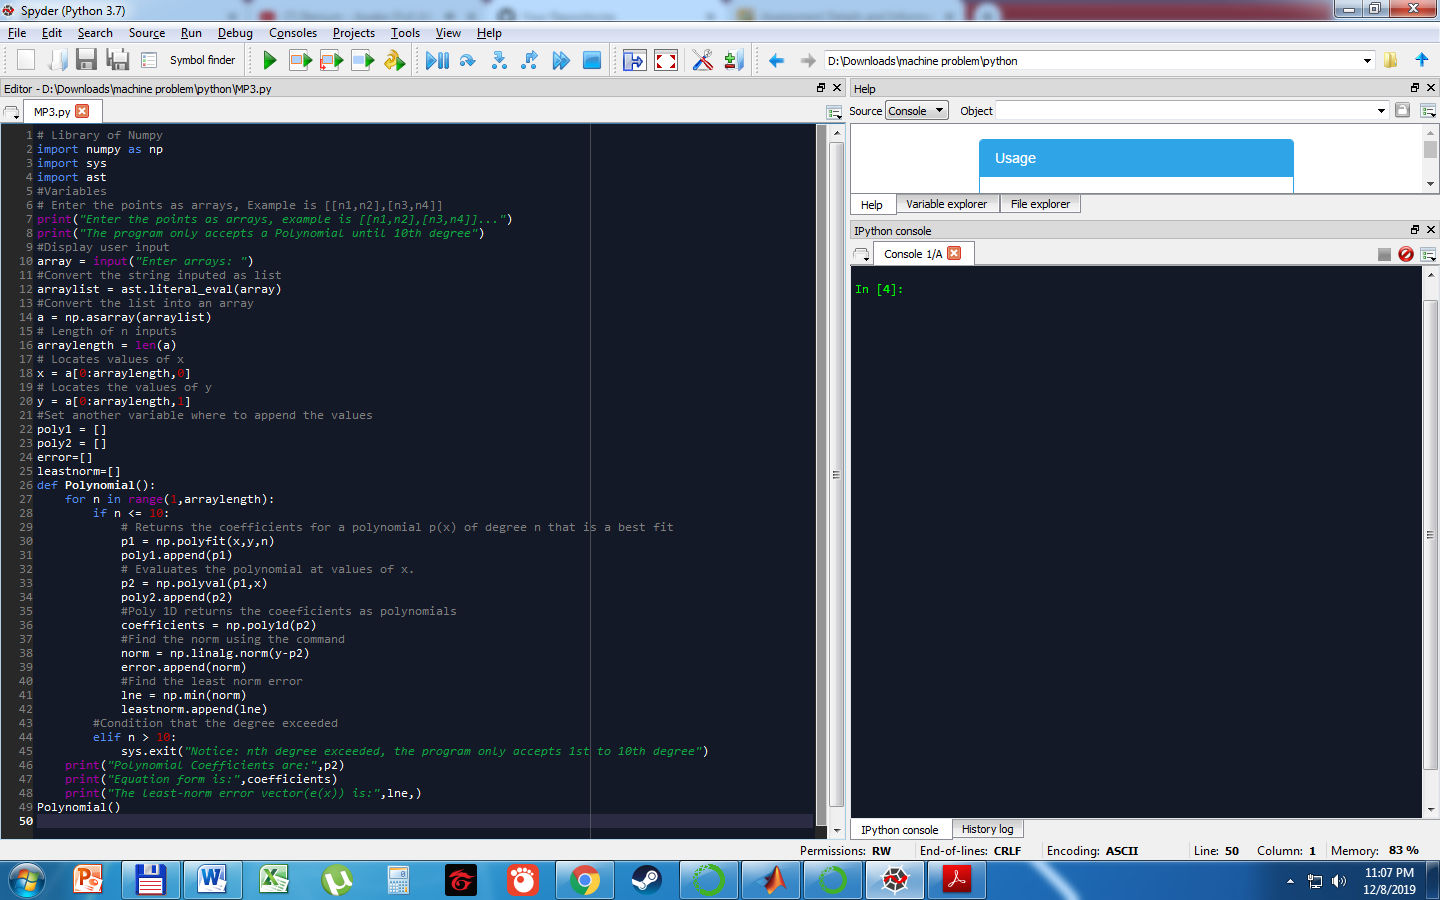 Spyder (Python 3.7)
File Edit Search Source Run Debug Consoles Projects Tools View Help
Symbol finder
D:\Downloads\machine problem\python
Editor - D:\Downloads\machine problem\python\MP3.py
MP3.py
1 # Library of Numpy
2 import numpy as np
3 import sys
4 import ast
5 #Variables
6 # Enter the points as arrays, Example is [[n1,n2],[n3,n4]]
7 print("Enter the points as arrays, example is [[n1,n2],[n3,n4]]...")
8 print("The program only accepts a Polynomial until 10th degree")
9 #Display user input
10 array = input("Enter arrays: ")
11 #Convert the string inputed as list
12 arraylist = ast.literal_eval(array)
13 #Convert the list into an array
14 a = np.asarray(arraylist)
15 # Length of n inputs
16 arraylength = len(a)
17 # Locates values of x
18 x = a[0:arraylength,0]
19 # Locates the values of y
20 y = a[0:arraylength,1]
21 #Set another variable where to append the values
22 poly1 = []
23 poly2 = []
24 error=[]
25 leastnorm=[]
26 def Polynomial():
27     for n in range(1,arraylength):
28         if n <= 10:
29             # Returns the coefficients for a polynomial p(x) of degree n that is a best fit
30             p1 = np.polyfit(x,y,n)
31             poly1.append(p1)
32             # Evaluates the polynomial at values of x.
33             p2 = np.polyval(p1,x)
34             poly2.append(p2)
35             #Poly 1D returns the coeeficients as polynomials
36             coefficients = np.poly1d(p2)
37             #Find the norm using the command
38             norm = np.linalg.norm(y-p2)
39             error.append(norm)
40             #Find the least norm error
41             lne = np.min(norm)
42             leastnorm.append(lne)
43         #Condition that the degree exceeded
44         elif n > 10:
45             sys.exit("Notice: nth degree exceeded, the program only accepts 1st to 10th degree")
46     print("Polynomial Coefficients are:",p2)
47     print("Equation form is:",coefficients)
48     print("The least-norm error vector(e(x)) is:",lne,)
49 Polynomial()
50
Help
Source Console Object
Usage
Help Variable explorer File explorer
IPython console
Console 1/A
In [4]:
IPython console History log
Permissions: RW End-of-lines: CRLF Encoding: ASCII Line: 50 Column: 1 Memory: 83 %
11:07 PM
12/8/2019